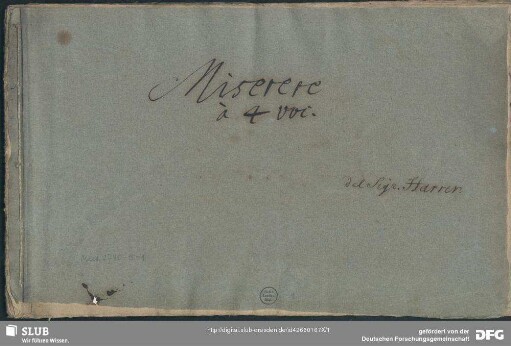 Miserere
à 4 voc.
del Sigr. Harrer
SLUB
Wir führen Wissen.
gefördert von der
Deutschen Forschungsgemeinschaft
DFG